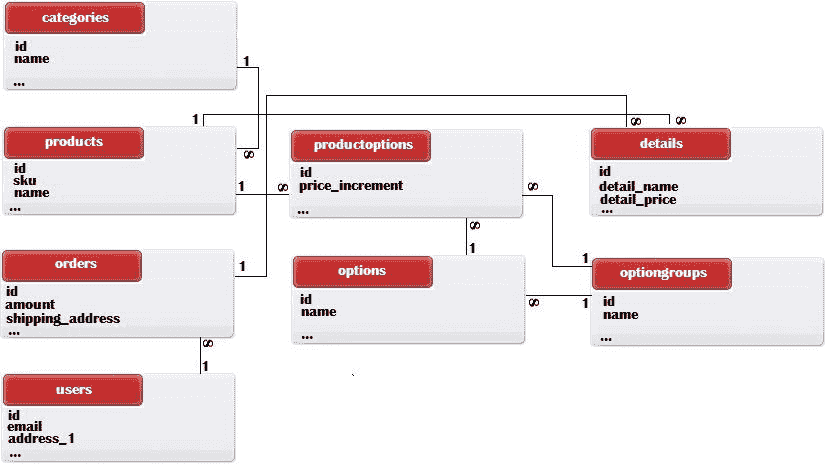 categories
id
name
...
1
∞
products
id
sku
name
...
1
1
∞
productoptions
id
price_increment
...
∞
∞
∞
∞
details
id
detail_name
detail_price
...
orders
id
amount
shipping_address
...
1
∞
options
id
name
...
1
∞
optiongroups
id
name
...
1
1
users
id
email
address_1
...
1